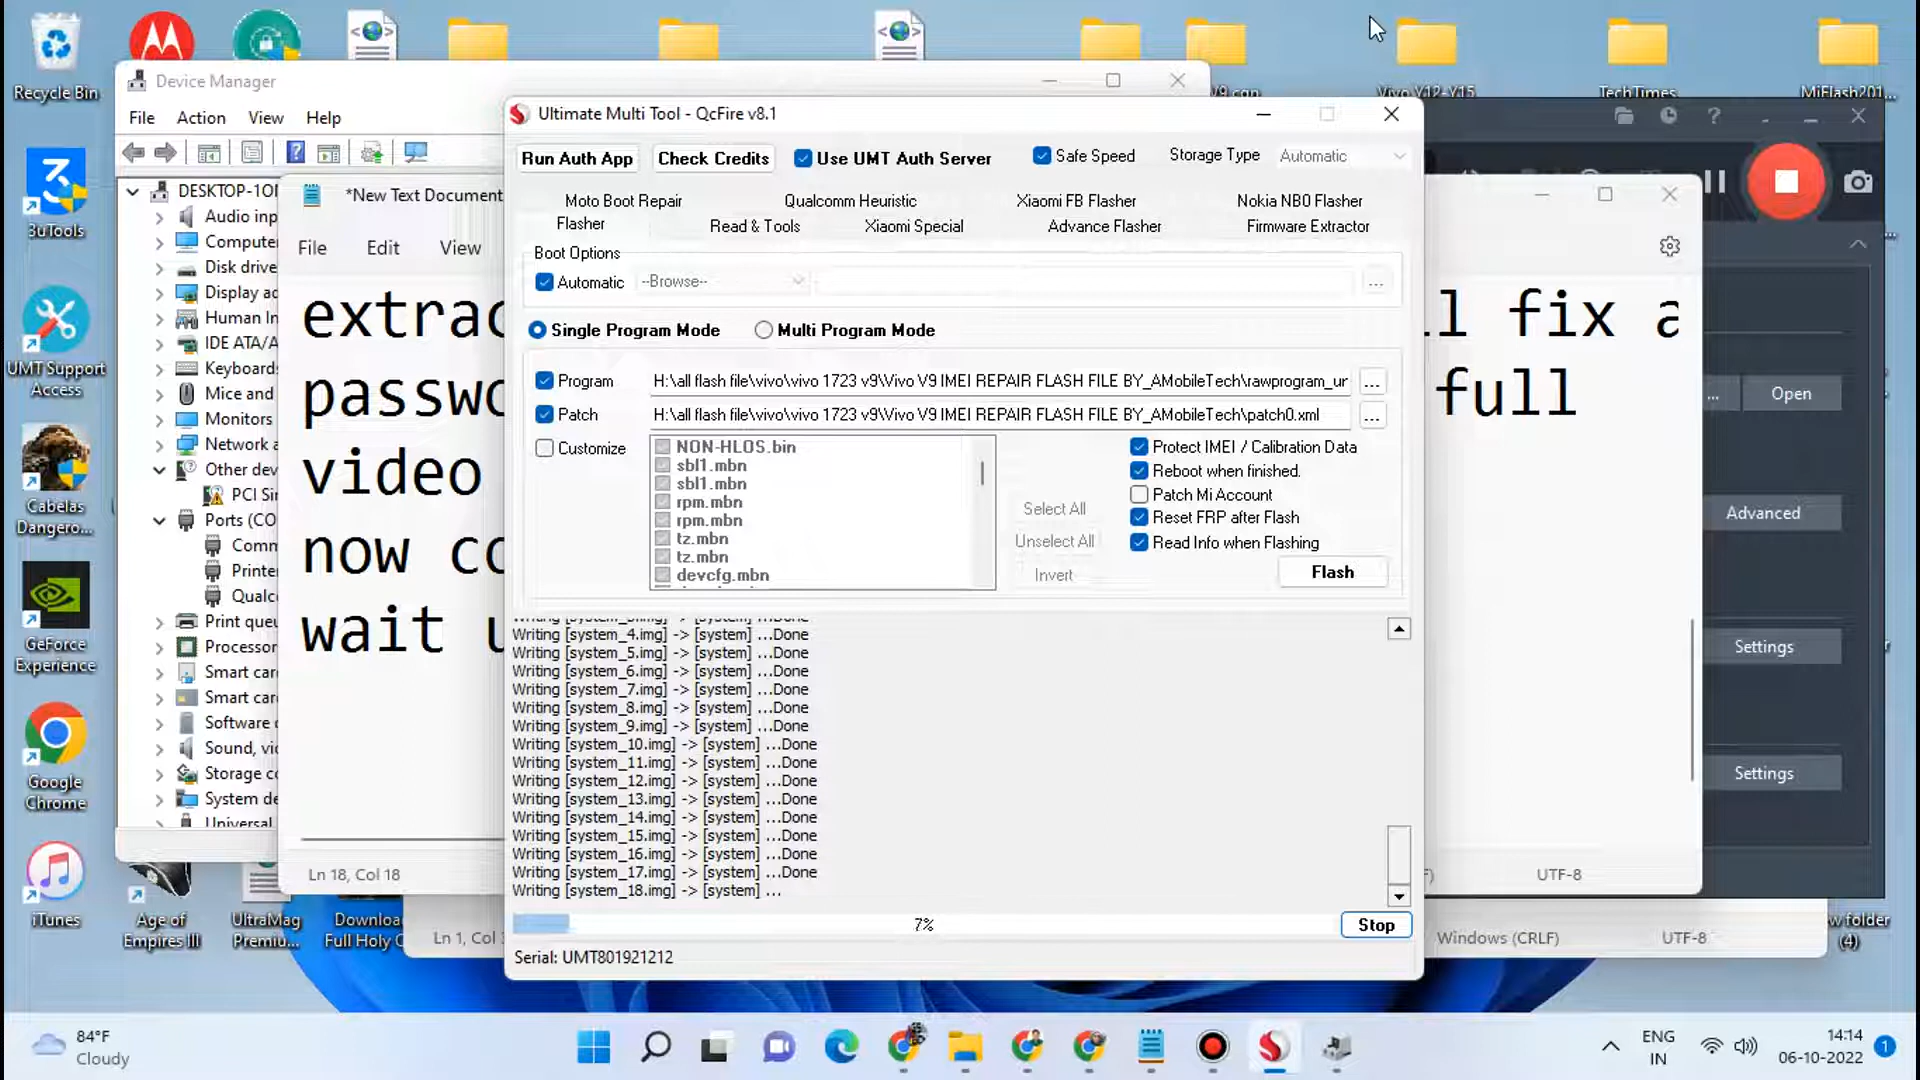 Recycle Bin
3uTools
UMT Support
Access
Cabelas
Dangero...
GeForce
Experience
Google
Chrome
iTunes
Age of
Empires III
UltraMag
Premiu...
Downloa
Full Holy C
V9.cqp
Vivo Y12-Y15
TechTimes
MiFlash201...
w folder
(4)
Device Manager
File Action View Help
DESKTOP-1OI
Audio inp
Compute
Disk drive
Display ac
Human In
IDE ATA/A
Keyboard:
Mice and
Monitors
Network a
Other dev
PCI Sir
Ports (CO
Comm
Printe
Qualc
Print queu
Processor
Smart car
Smart car
Software c
Sound, vic
Storage cc
System de
Universal
*New Text Document
File Edit View
extrac
passwo
video
now co
wait u
ll fix a
full
Ln 18, Col 18
UTF-8
Ln 1, Col
Windows (CRLF)
UTF-8
...
Open
Advanced
Settings
Settings
Ultimate Multi Tool - QcFire v8.1
Run Auth App
Check Credits
Use UMT Auth Server
Safe Speed
Storage Type
Automatic
Moto Boot Repair
Qualcomm Heuristic
Xiaomi FB Flasher
Nokia NB0 Flasher
Flasher
Read & Tools
Xiaomi Special
Advance Flasher
Firmware Extractor
Boot Options
Automatic
--Browse--
...
Single Program Mode
Multi Program Mode
Program
H:\all flash file\vivo\vivo 1723 v9\Vivo V9 IMEI REPAIR FLASH FILE BY_AMobileTech\rawprogram_ur
...
Patch
H:\all flash file\vivo\vivo 1723 v9\Vivo V9 IMEI REPAIR FLASH FILE BY_AMobileTech\patch0.xml
...
Customize
NON-HLOS.bin
sbl1.mbn
sbl1.mbn
rpm.mbn
rpm.mbn
tz.mbn
tz.mbn
devcfg.mbn
Select All
Unselect All
Invert
Protect IMEI / Calibration Data
Reboot when finished.
Patch Mi Account
Reset FRP after Flash
Read Info when Flashing
Flash
Writing [system_4.img] -> [system] ...Done
Writing [system_5.img] -> [system] ...Done
Writing [system_6.img] -> [system] ...Done
Writing [system_7.img] -> [system] ...Done
Writing [system_8.img] -> [system] ...Done
Writing [system_9.img] -> [system] ...Done
Writing [system_10.img] -> [system] ...Done
Writing [system_11.img] -> [system] ...Done
Writing [system_12.img] -> [system] ...Done
Writing [system_13.img] -> [system] ...Done
Writing [system_14.img] -> [system] ...Done
Writing [system_15.img] -> [system] ...Done
Writing [system_16.img] -> [system] ...Done
Writing [system_17.img] -> [system] ...Done
Writing [system_18.img] -> [system] ...
7%
Stop
Serial: UMT801921212
84°F
Cloudy
ENG
IN
14:14
06-10-2022
1